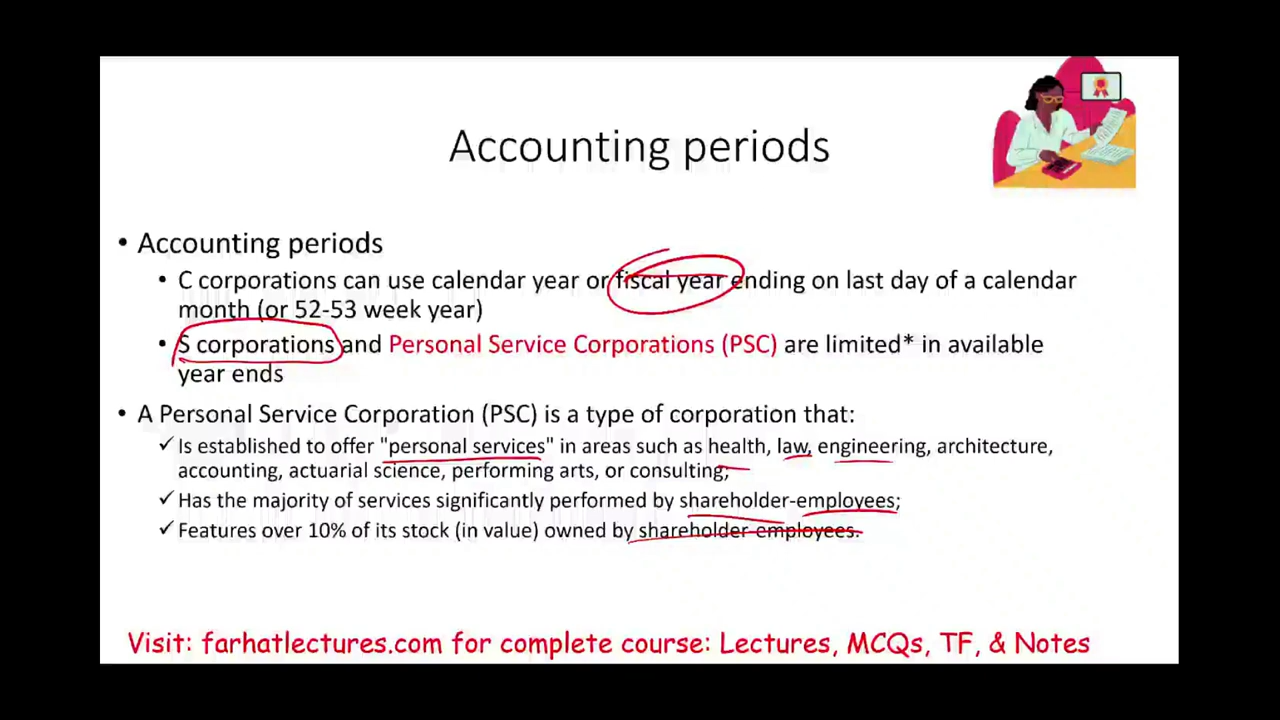 Accounting periods
• Accounting periods
• C corporations can use calendar year or fiscal year ending on last day of a calendar
month (or 52-53 week year)
• S corporations and Personal Service Corporations (PSC) are limited* in available
year ends
• A Personal Service Corporation (PSC) is a type of corporation that:
✓Is established to offer "personal services" in areas such as health, law, engineering, architecture,
accounting, actuarial science, performing arts, or consulting;
✓Has the majority of services significantly performed by shareholder-employees;
✓Features over 10% of its stock (in value) owned by shareholder-employees.
Visit: farhatlectures.com for complete course: Lectures, MCQs, TF, & Notes